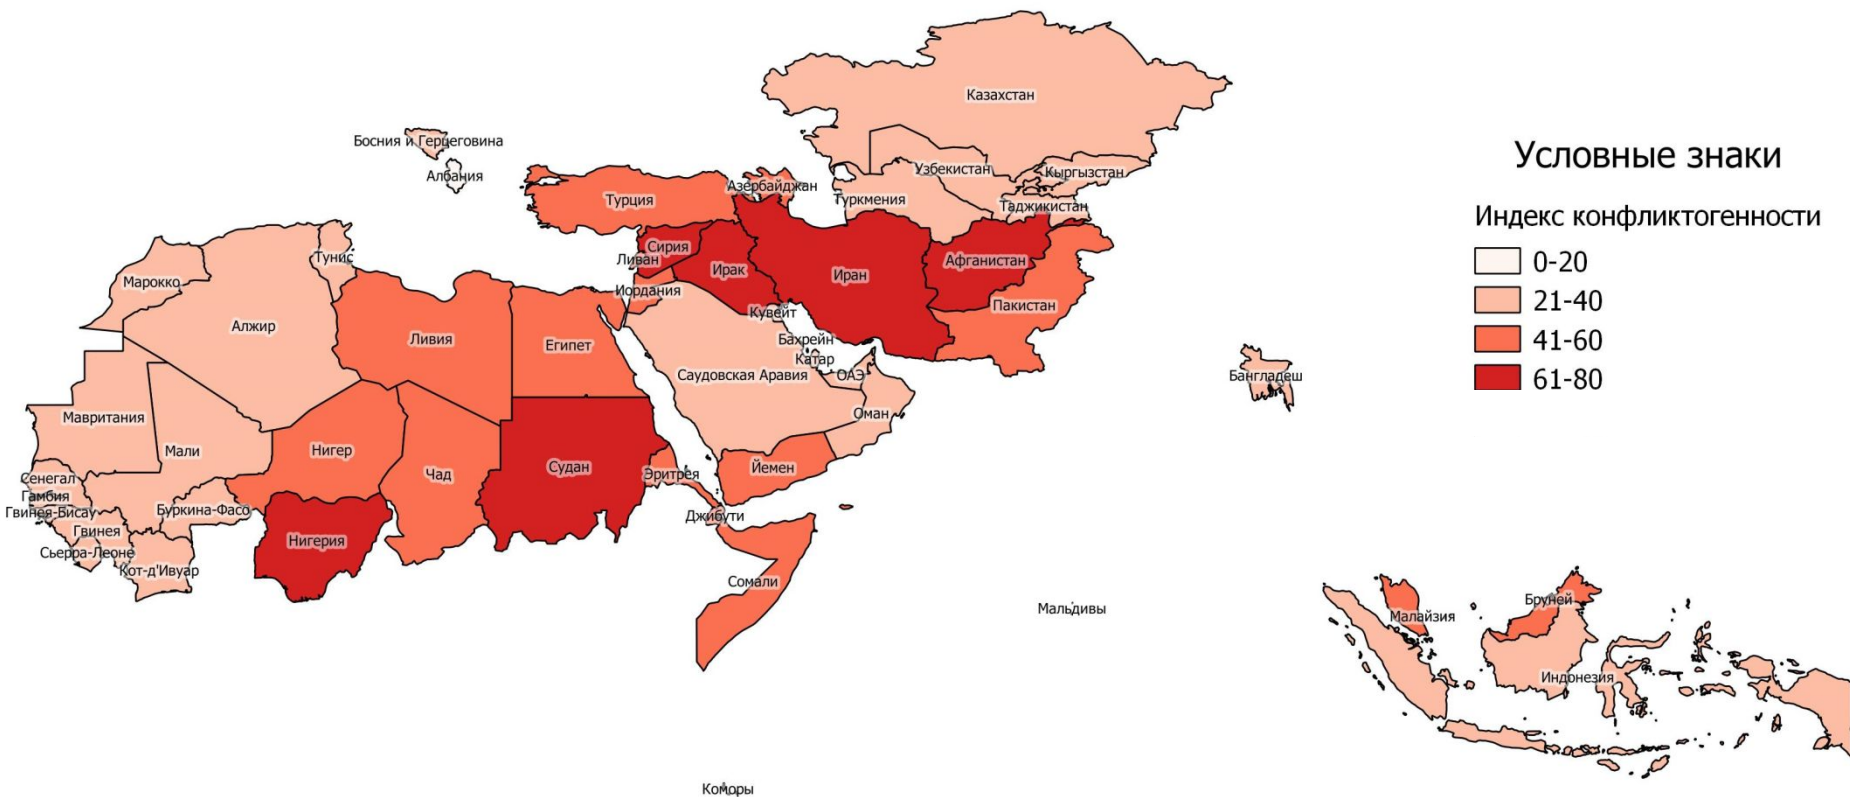 Казахстан
Босния и Герцеговина
Албания
Узбекистан
Кыргызстан
Азербайджан
Турция
Туркмения
Таджикистан
Сирия
Ливан
Тунис
Ирак
Иран
Афганистан
Марокко
Иордания
Пакистан
Кувейт
Алжир
Ливия
Египет
Бахрейн
Катар
Саудовская Аравия
ОАЭ
Бангладеш
Оман
Мавритания
Мали
Нигер
Чад
Судан
Эритрея
Йемен
Сенегал
Гамбия
Гвинея-Бисау
Буркина-Фасо
Джибути
Гвинея
Нигерия
Сьерра-Леоне
Кот-д'Ивуар
Сомали
Мальдивы
Бруней
Малайзия
Индонезия
Коморы
Условные знаки
Индекс конфликтогенности
0-20
21-40
41-60
61-80